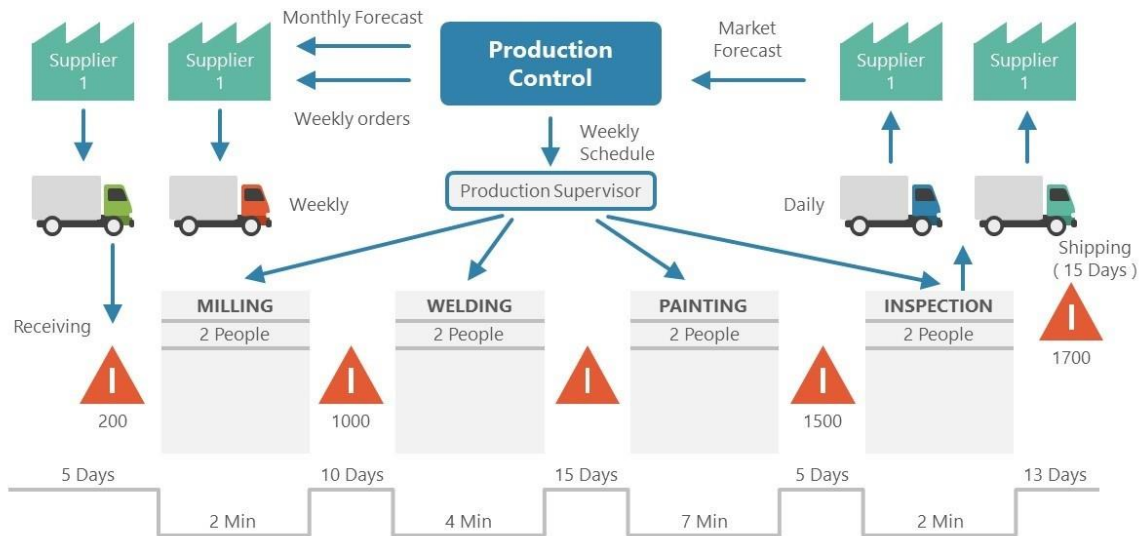 Supplier
1
Supplier
1
Monthly Forecast
Weekly orders
Production
Control
Market
Forecast
Supplier
1
Supplier
1
Weekly
Schedule
Weekly
Production Supervisor
Daily
Shipping
( 15 Days )
Receiving
MILLING
2 People
WELDING
2 People
PAINTING
2 People
INSPECTION
2 People
I
200
I
1000
I
I
1500
I
1700
5 Days
10 Days
15 Days
5 Days
13 Days
2 Min
4 Min
7 Min
2 Min